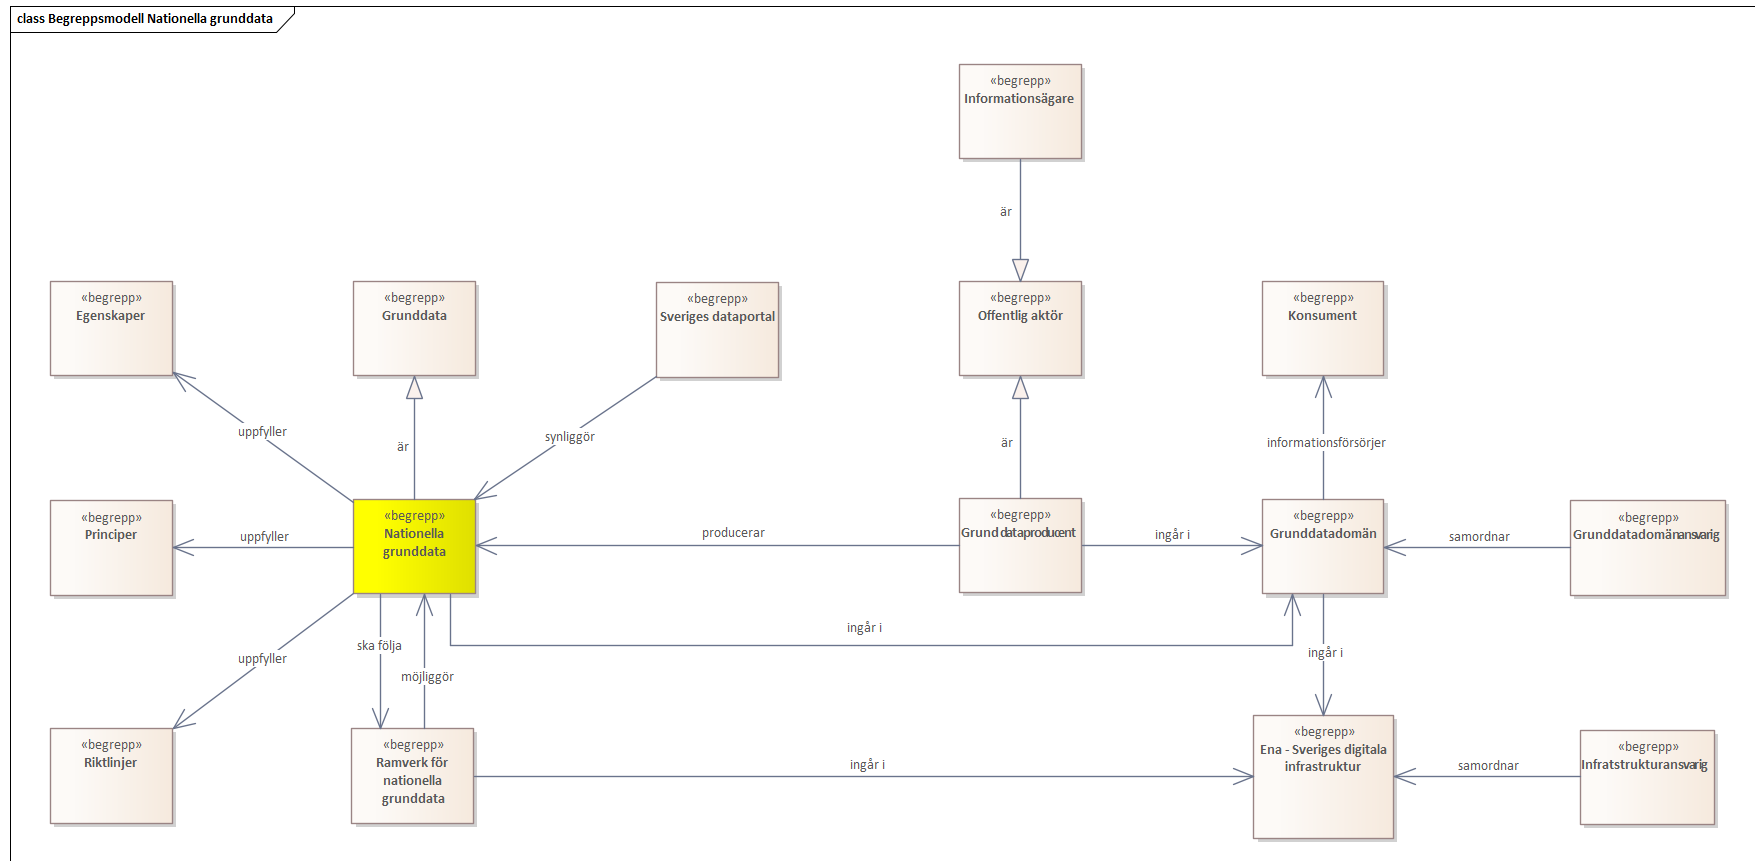 class Begreppsmodell Nationella grunddata
«begrepp»
Informationsägare
är
«begrepp»
Egenskaper
«begrepp»
Grunddata
«begrepp»
Sveriges dataportal
«begrepp»
Offentlig aktör
«begrepp»
Konsument
uppfyller
är
synliggör
är
informationsförsörjer
«begrepp»
Principer
uppfyller
«begrepp»
Nationella
grunddata
producerar
«begrepp»
Grunddataproducent
ingår i
«begrepp»
Grunddatadomän
samordnar
«begrepp»
Grunddatadomänansvarig
uppfyller
ska följa
möjliggör
ingår i
ingår i
«begrepp»
Riktlinjer
«begrepp»
Ramverk för
nationella
grunddata
ingår i
«begrepp»
Ena - Sveriges digitala
infrastruktur
samordnar
«begrepp»
Infratstrukturansvarig